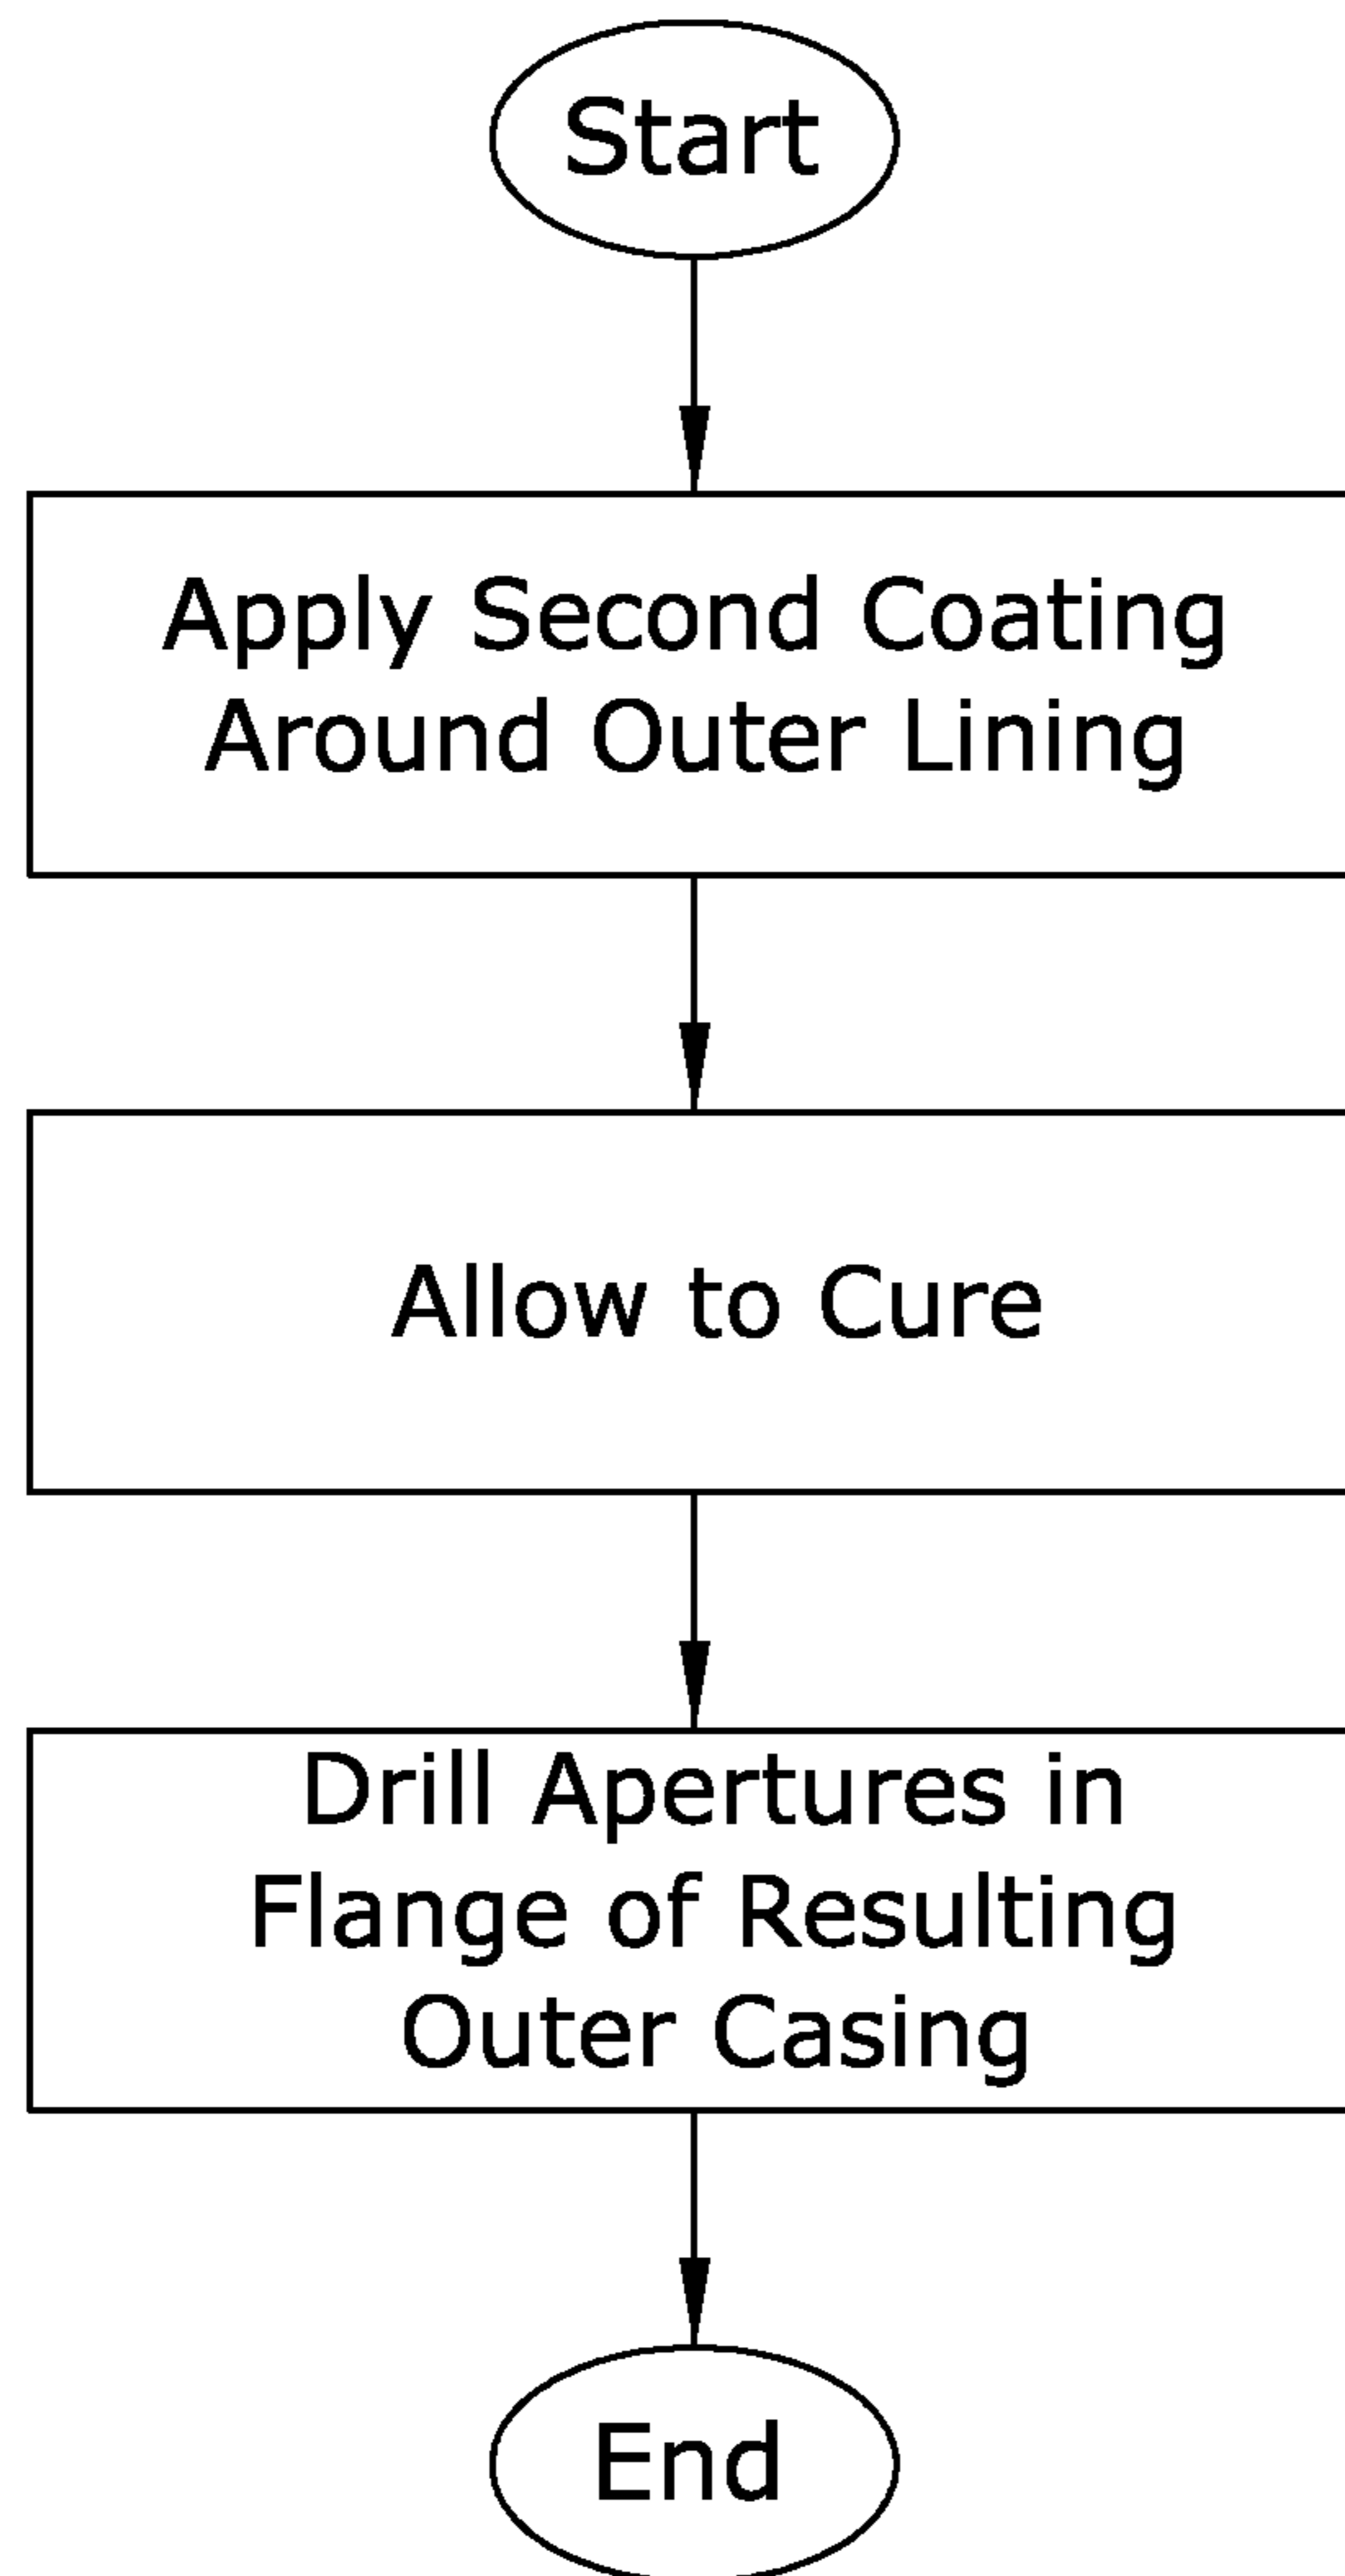 Start
Apply Second Coating
Around Outer Lining
Allow to Cure
Drill Apertures in
Flange of Resulting
Outer Casing
End